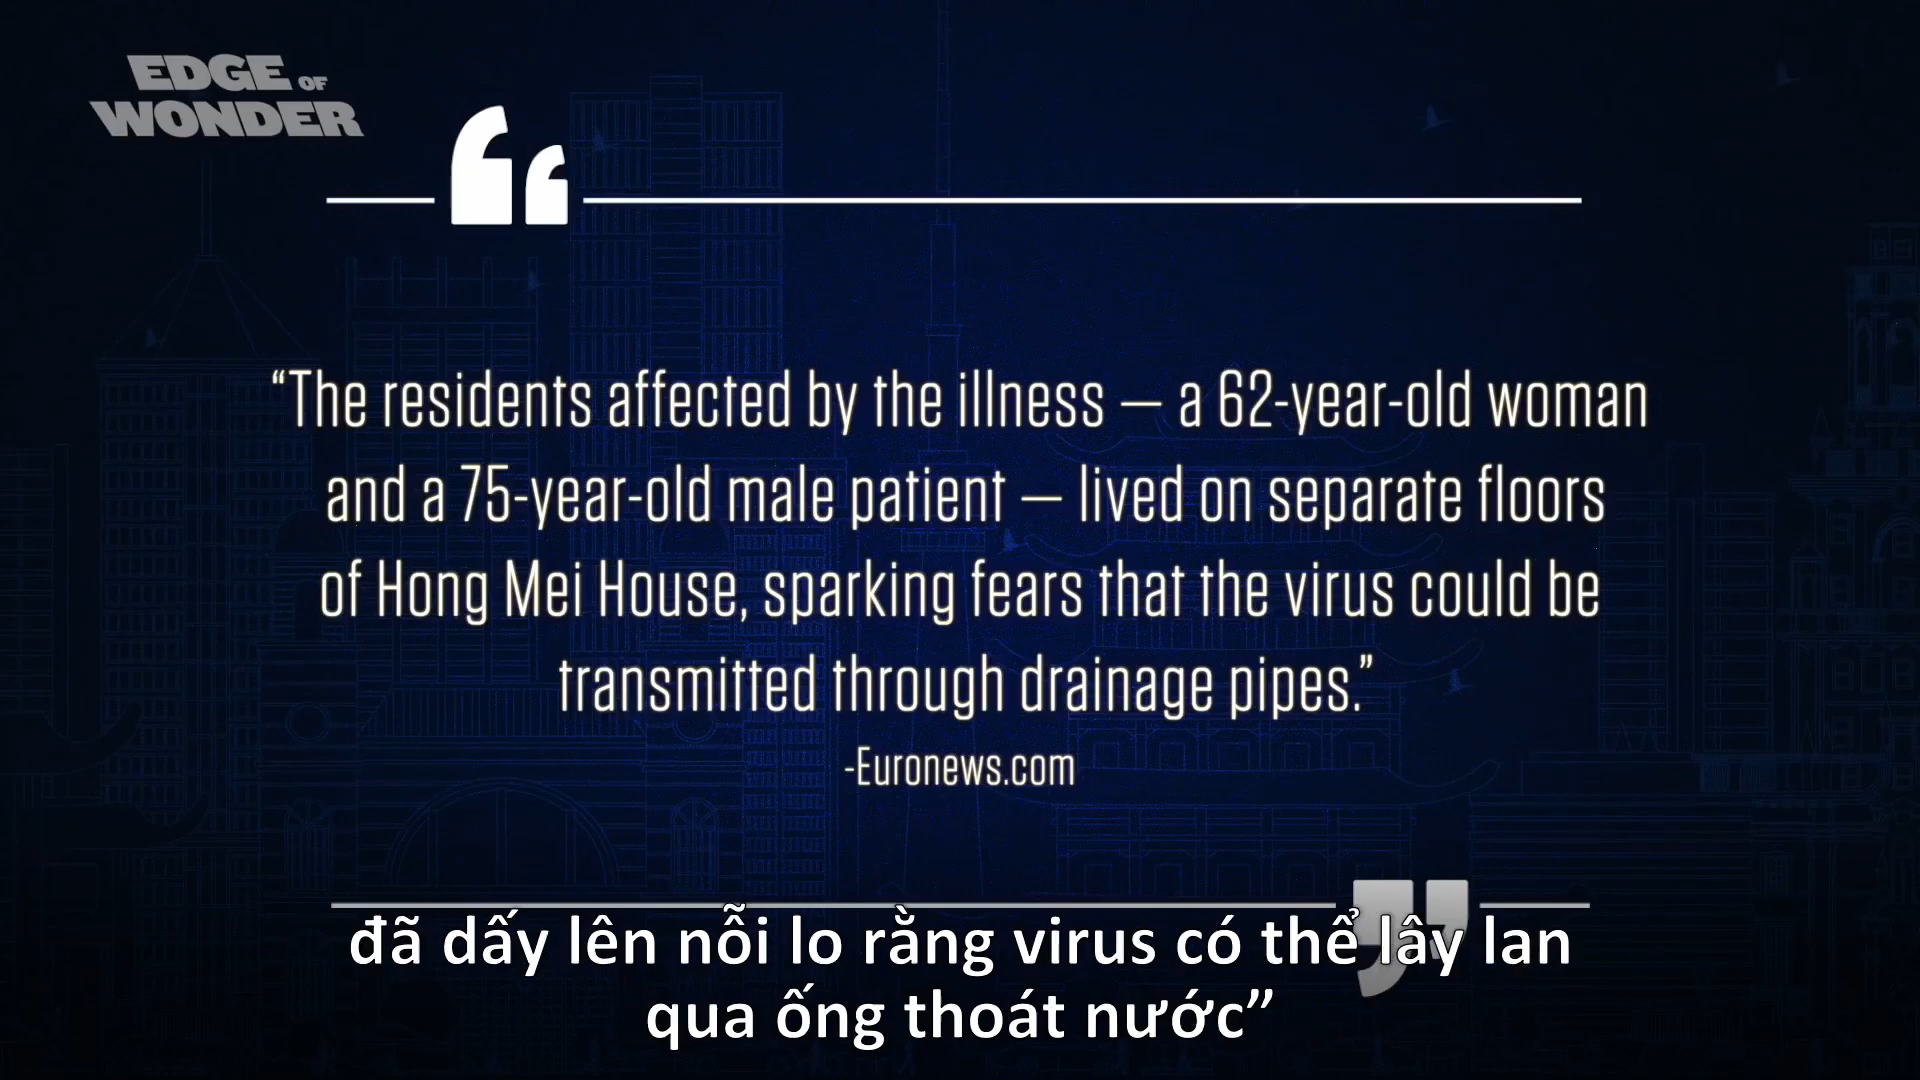 EDGE OF
WONDER
“The residents affected by the illness – a 62-year-old woman
and a 75-year-old male patient – lived on separate floors
of Hong Mei House, sparking fears that the virus could be
transmitted through drainage pipes.”
-Euronews.com
đã dấy lên nỗi lo rằng virus có thể lây lan
qua ống thoát nước”